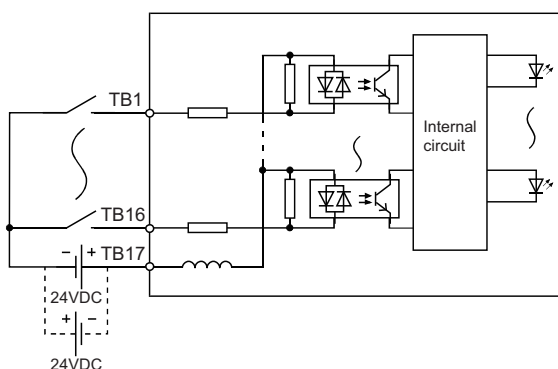 TB1
Internal
circuit
TB16
− + TB17
24VDC
+ −
24VDC